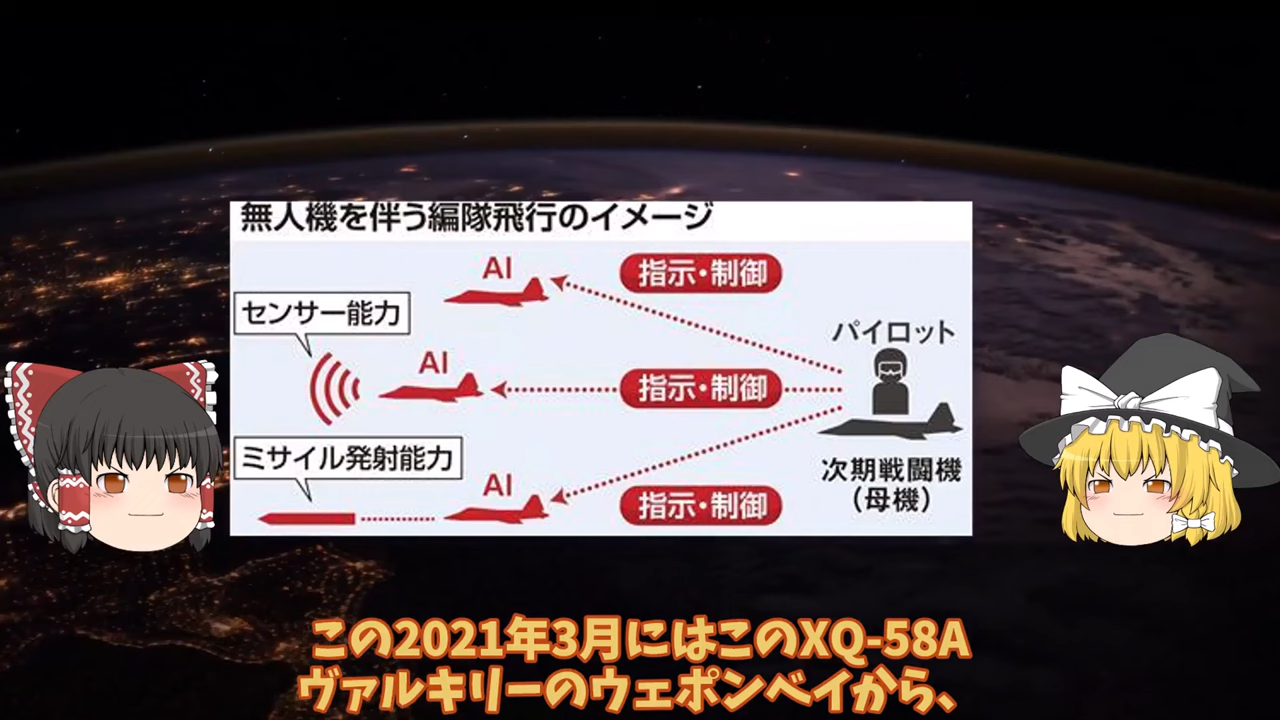 無人機を伴う編隊飛行のイメージ
AI
指示・制御
センサー能力
パイロット
AI
指示・制御
ミサイル発射能力
次期戦闘機
(母機)
AI
指示・制御
この2021年3月にはこのXQ-58A
ヴァルキリーのウェポンベイから、